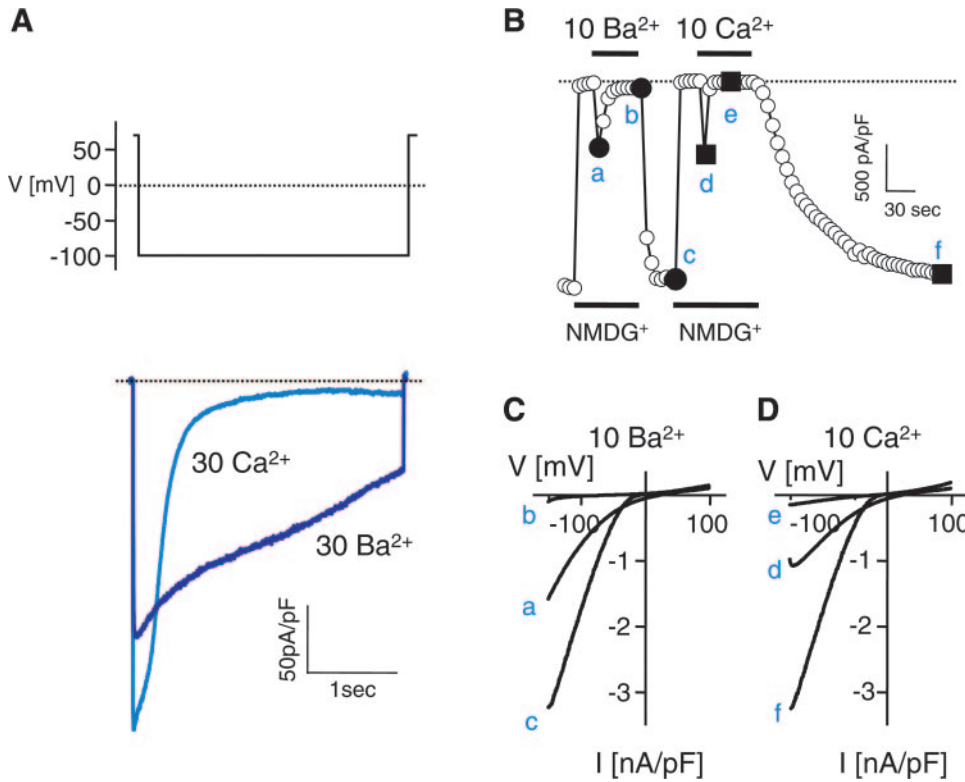 A
50
V [mV] 0
-50
-100
30 Ca²⁺
30 Ba²⁺
50pA/pF
1sec
B
10 Ba²⁺ 10 Ca²⁺
b
a
e
d
c
f
500 pA/pF
30 sec
NMDG⁺ NMDG⁺
C
10 Ba²⁺
V [mV]
b
-100 100
-1
a
-2
-3
c
I [nA/pF]
D
10 Ca²⁺
V [mV]
e
-100 100
d
-1
-2
-3
f
I [nA/pF]